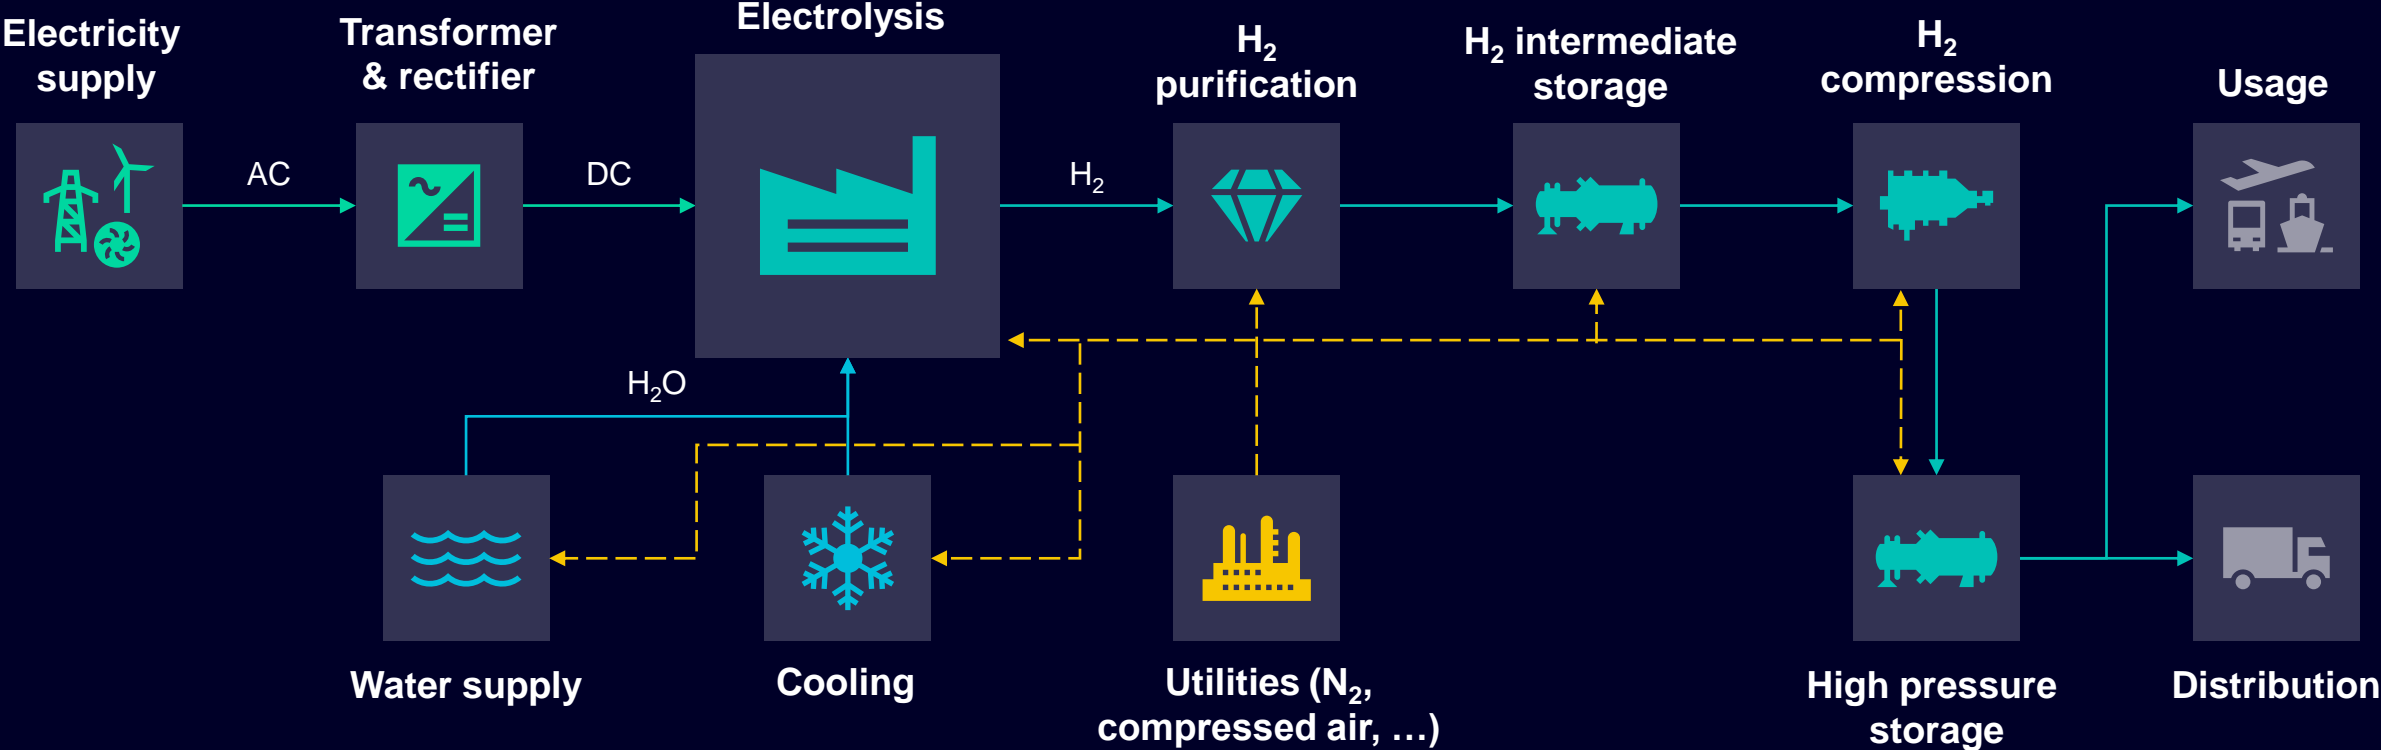 Electricity
supply
Transformer
& rectifier
Electrolysis
H₂
purification
H₂ intermediate
storage
H₂
compression
Usage
AC
DC
H₂
H₂O
Water supply
Cooling
Utilities (N₂,
compressed air, ...)
High pressure
storage
Distribution